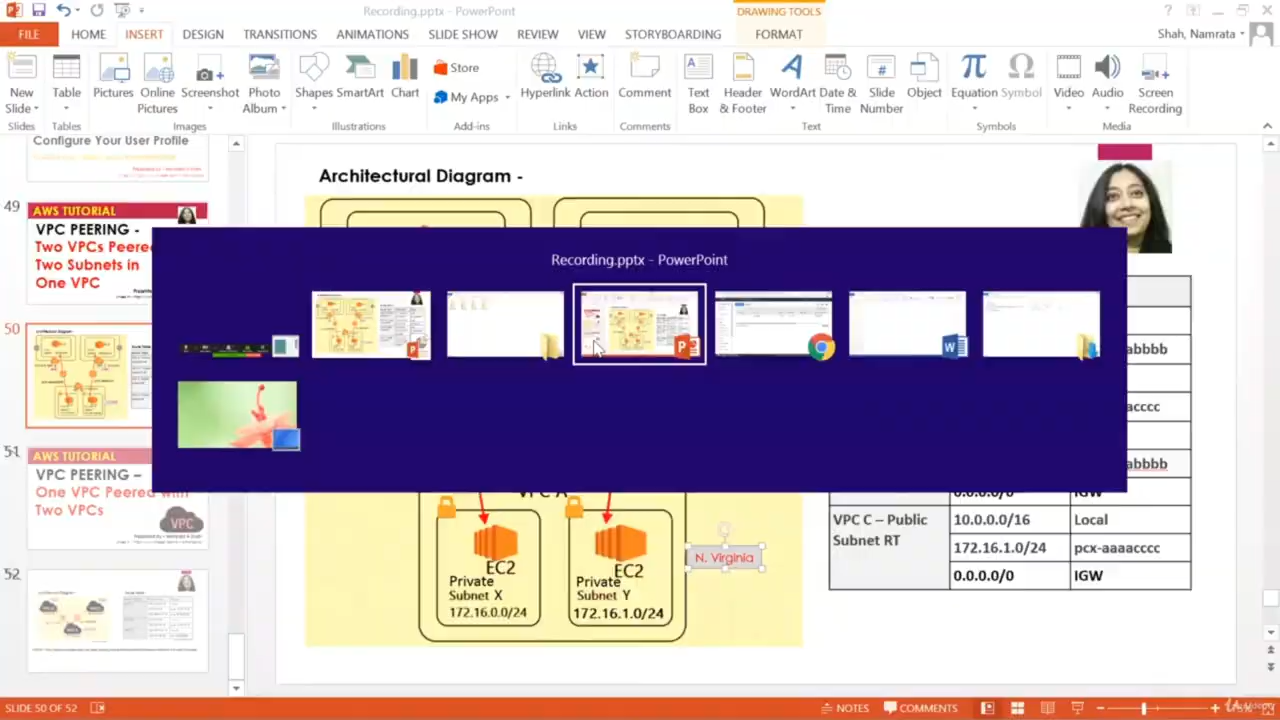 Recording.pptx - PowerPoint
DRAWING TOOLS
FILE HOME INSERT DESIGN TRANSITIONS ANIMATIONS SLIDE SHOW REVIEW VIEW STORYBOARDING FORMAT
Shah, Namrata
New Slide
Table
Pictures
Online Pictures
Screenshot
Photo Album
Shapes
SmartArt
Chart
Store
My Apps
Hyperlink
Action
Comment
Text Box
Header & Footer
WordArt
Date & Time
Slide Number
Object
Equation
Symbol
Video
Audio
Screen Recording
Slides Tables Images Illustrations Add-ins Links Comments Text Symbols Media
Configure Your User Profile
49
AWS TUTORIAL
VPC PEERING -
Two VPCs Peered
Two Subnets in
One VPC
50
51
AWS TUTORIAL
VPC PEERING –
One VPC Peered with
Two VPCs
VPC
52
Architectural Diagram -
Recording.pptx - PowerPoint
abbbb
acccc
abbbb
0.0.0.0/0 IGW
VPC C – Public Subnet RT
10.0.0.0/16 Local
172.16.1.0/24 pcx-aaaacccc
0.0.0.0/0 IGW
VPC A
EC2
Private
Subnet X
172.16.0.0/24
EC2
Private
Subnet Y
172.16.1.0/24
N. Virginia
SLIDE 50 OF 52
NOTES
COMMENTS